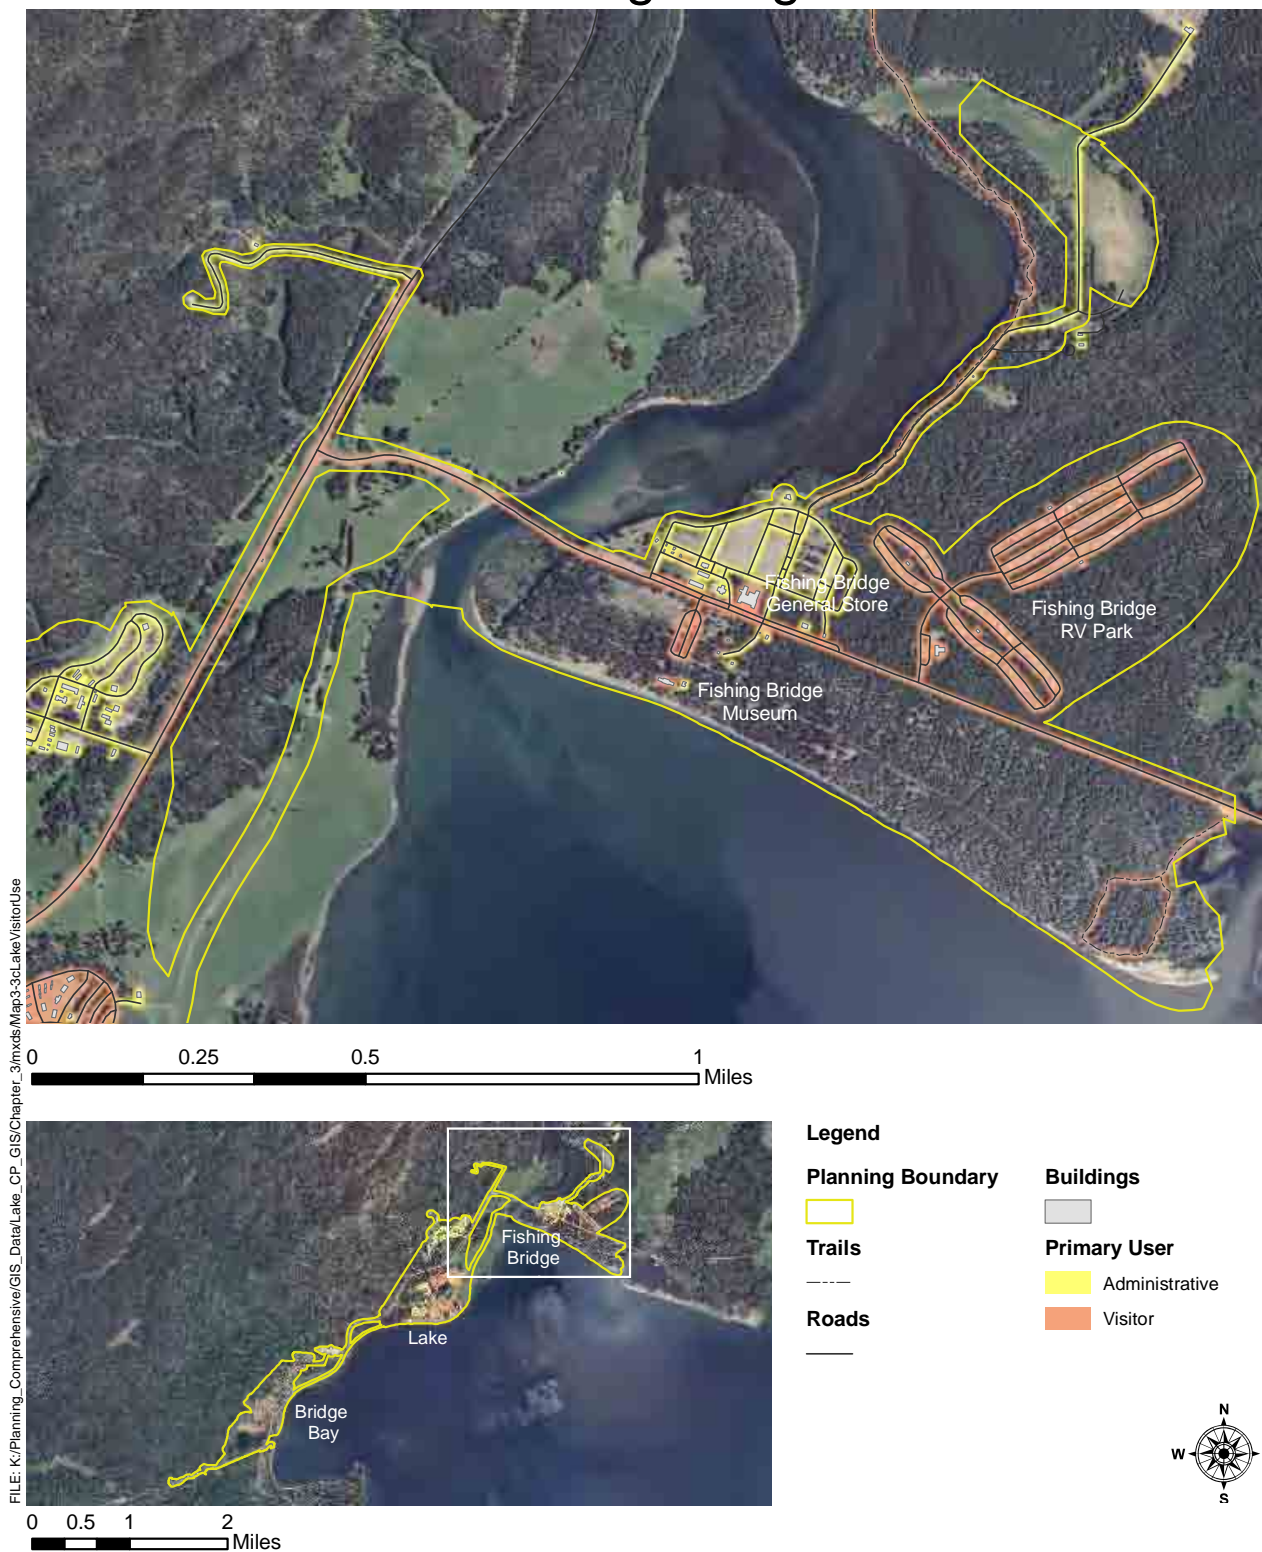 Fishing Bridge
General Store
Fishing Bridge
RV Park
Fishing Bridge
Museum
FILE: K:/Planning_Comprehensive/GIS_Data/Lake_CP_GIS/Chapter_3/mxds/Map3-3cLakeVisitorUse
0 0.25 0.5 1
Miles
Fishing
Bridge
Lake
Bridge
Bay
0 0.5 1 2
Miles
Legend
Planning Boundary
Trails
Roads
Buildings
Primary User
Administrative
Visitor
N
W
S